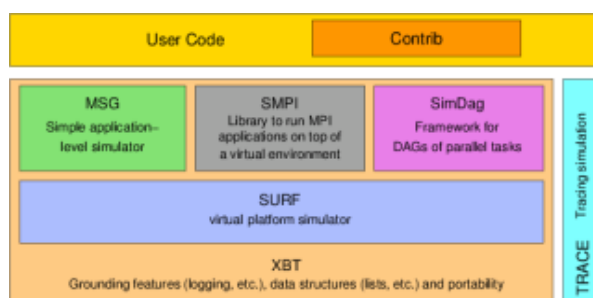 User Code
Contrib
MSG
Simple application–
level simulator
SMPI
Library to run MPI
applications on top of
a virtual environment
SimDag
Framework for
DAGs of parallel tasks
SURF
virtual platform simulator
XBT
Grounding features (logging, etc.), data structures (lists, etc.) and portability
TRACE Tracing simulation